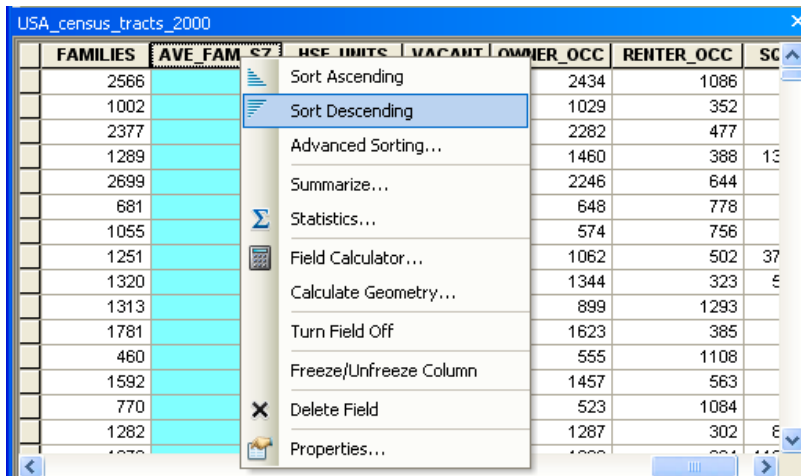 USA_census_tracts_2000
FAMILIES AVE_FAM_SZ HSE_UNITS VACANT OWNER_OCC RENTER_OCC
2566 2434 1086
1002 1029 352
2377 2282 477
1289 1460 388 13
2699 2246 644
681 648 778
1055 574 756
1251 1062 502 37
1320 1344 323
1313 899 1293
1781 1623 385
460 555 1108
1592 1457 563
770 523 1084
1282 1287 302
Sort Ascending
Sort Descending
Advanced Sorting...
Summarize...
Statistics...
Field Calculator...
Calculate Geometry...
Turn Field Off
Freeze/Unfreeze Column
Delete Field
Properties...